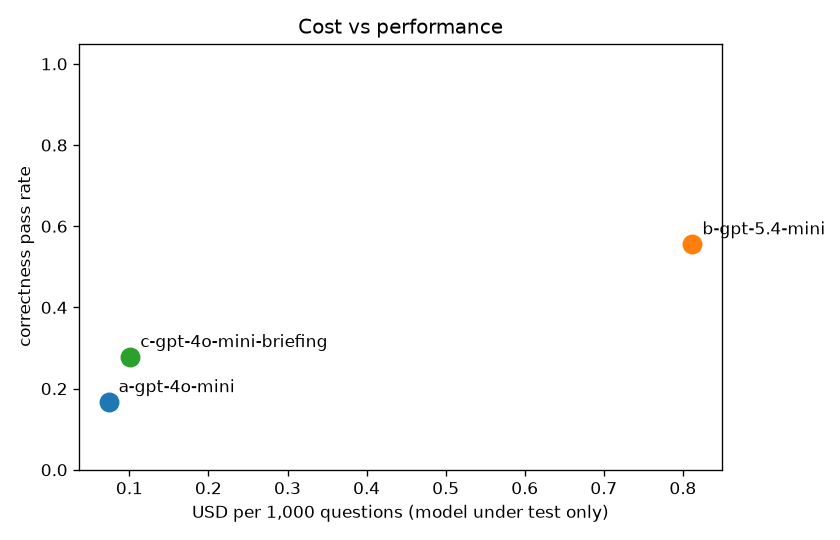 Cost vs performance
1.0
0.8
0.6
0.4
0.2
0.0
correctness pass rate
b-gpt-5.4-mini
c-gpt-4o-mini-briefing
a-gpt-4o-mini
0.1 0.2 0.3 0.4 0.5 0.6 0.7 0.8
USD per 1,000 questions (model under test only)